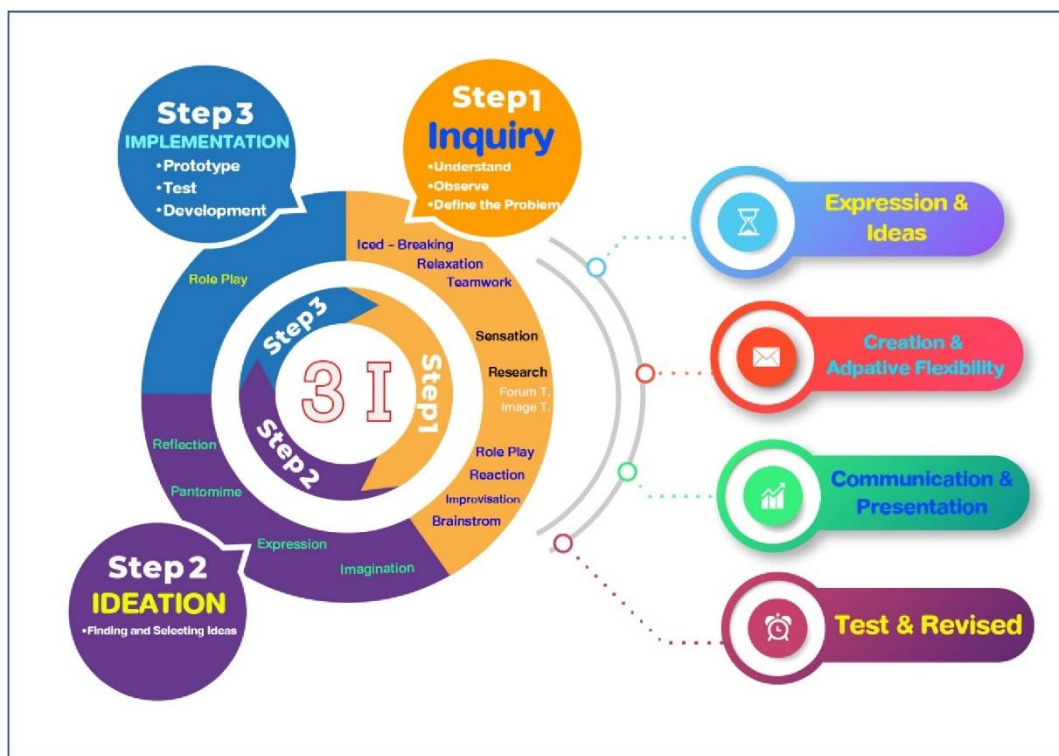 Step3
IMPLEMENTATION
•Prototype
•Test
•Development
Step1
Inquiry
•Understand
•Observe
•Define the Problem
Iced - Breaking
Relaxation
Teamwork
Sensation
Research
Forum T.
Image T.
Role Play
Reaction
Improvisation
Brainstrom
Role Play
Reflection
Pantomime
Expression
Imagination
Step3
Step1
Step2
3 I
Step2
IDEATION
•Finding and Selecting Ideas
Expression &
Ideas
Creation &
Adpative Flexibility
Communication &
Presentation
Test & Revised